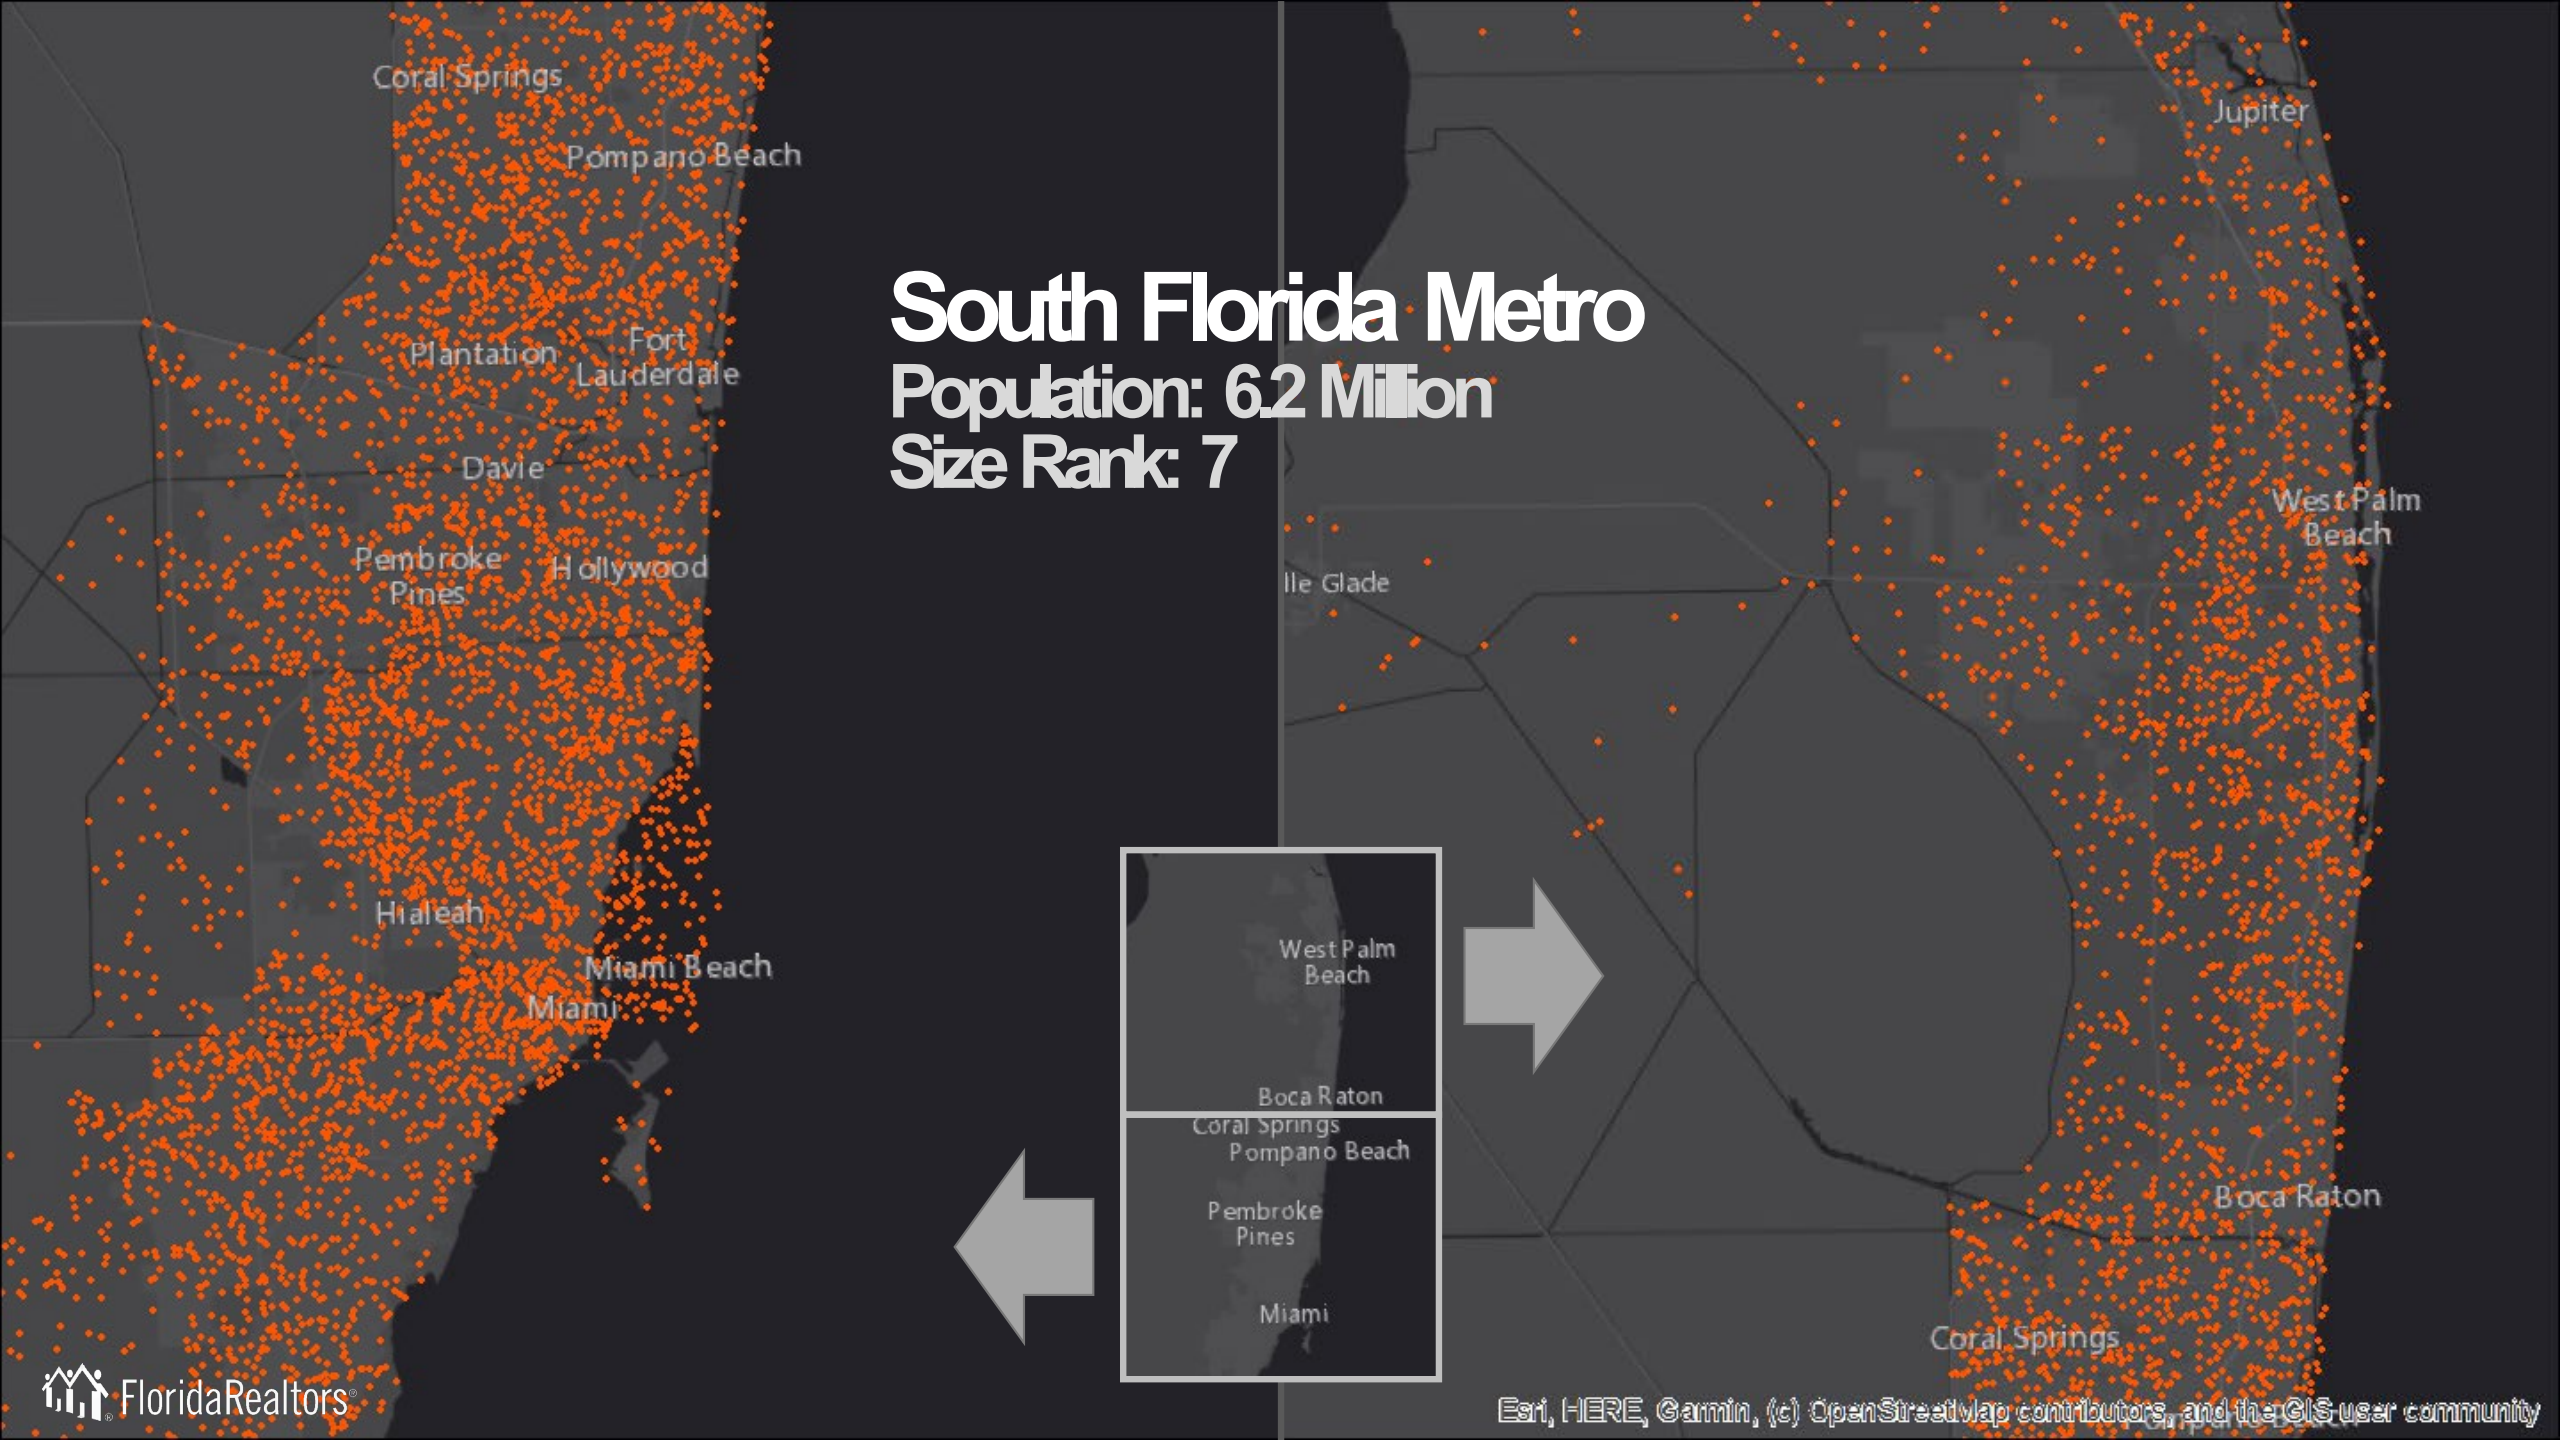 South Florida Metro
Population: 6.2 Million
Size Rank: 7
Coral Springs
Pompano Beach
Fort
Lauderdale
Plantation
Davie
Pembroke
Pines
Hollywood
Hialeah
Miami Beach
Miami
Jupiter
West Palm
Beach
lle Glade
Boca Raton
Coral Springs
West Palm
Beach
Boca Raton
Coral Springs
Pompano Beach
Pembroke
Pines
Miami
FloridaRealtors®
Esri, HERE, Garmin, (c) OpenStreetMap contributors, and the GIS user community